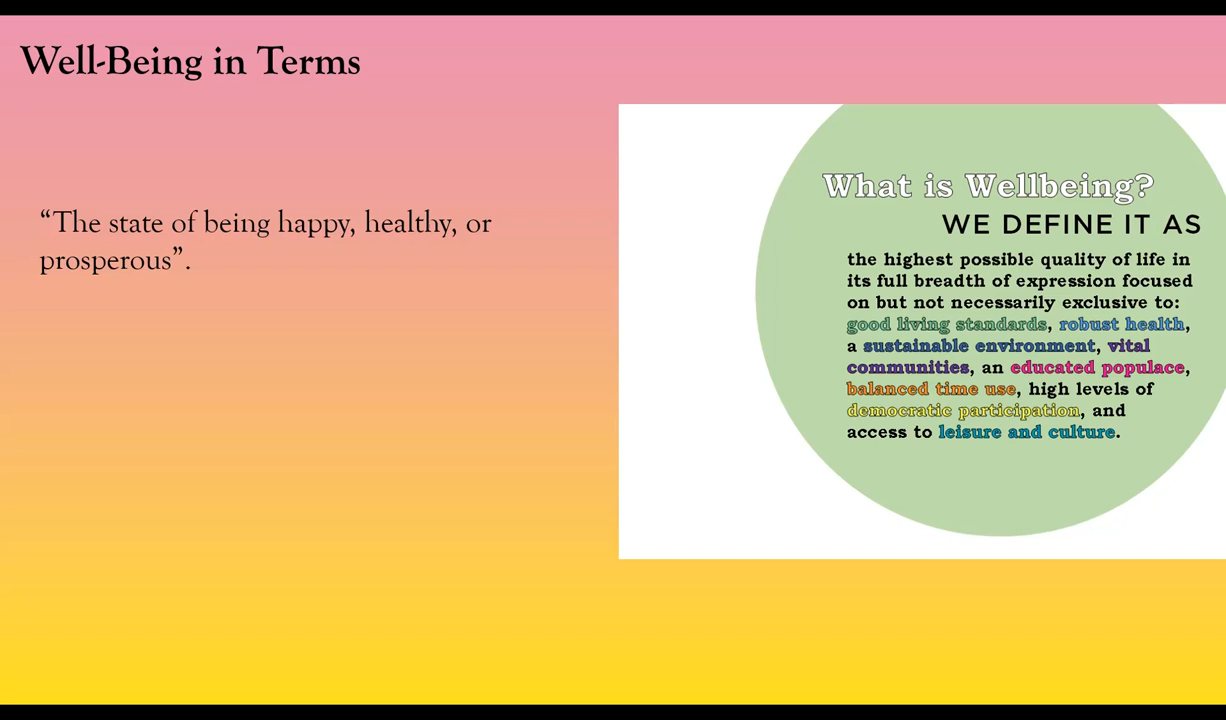 Well-Being in Terms
“The state of being happy, healthy, or
prosperous”.
What is Wellbeing?
WE DEFINE IT AS
the highest possible quality of life in
its full breadth of expression focused
on but not necessarily exclusive to:
good living standards, robust health,
a sustainable environment, vital
communities, an educated populace,
balanced time use, high levels of
democratic participation, and
access to leisure and culture.